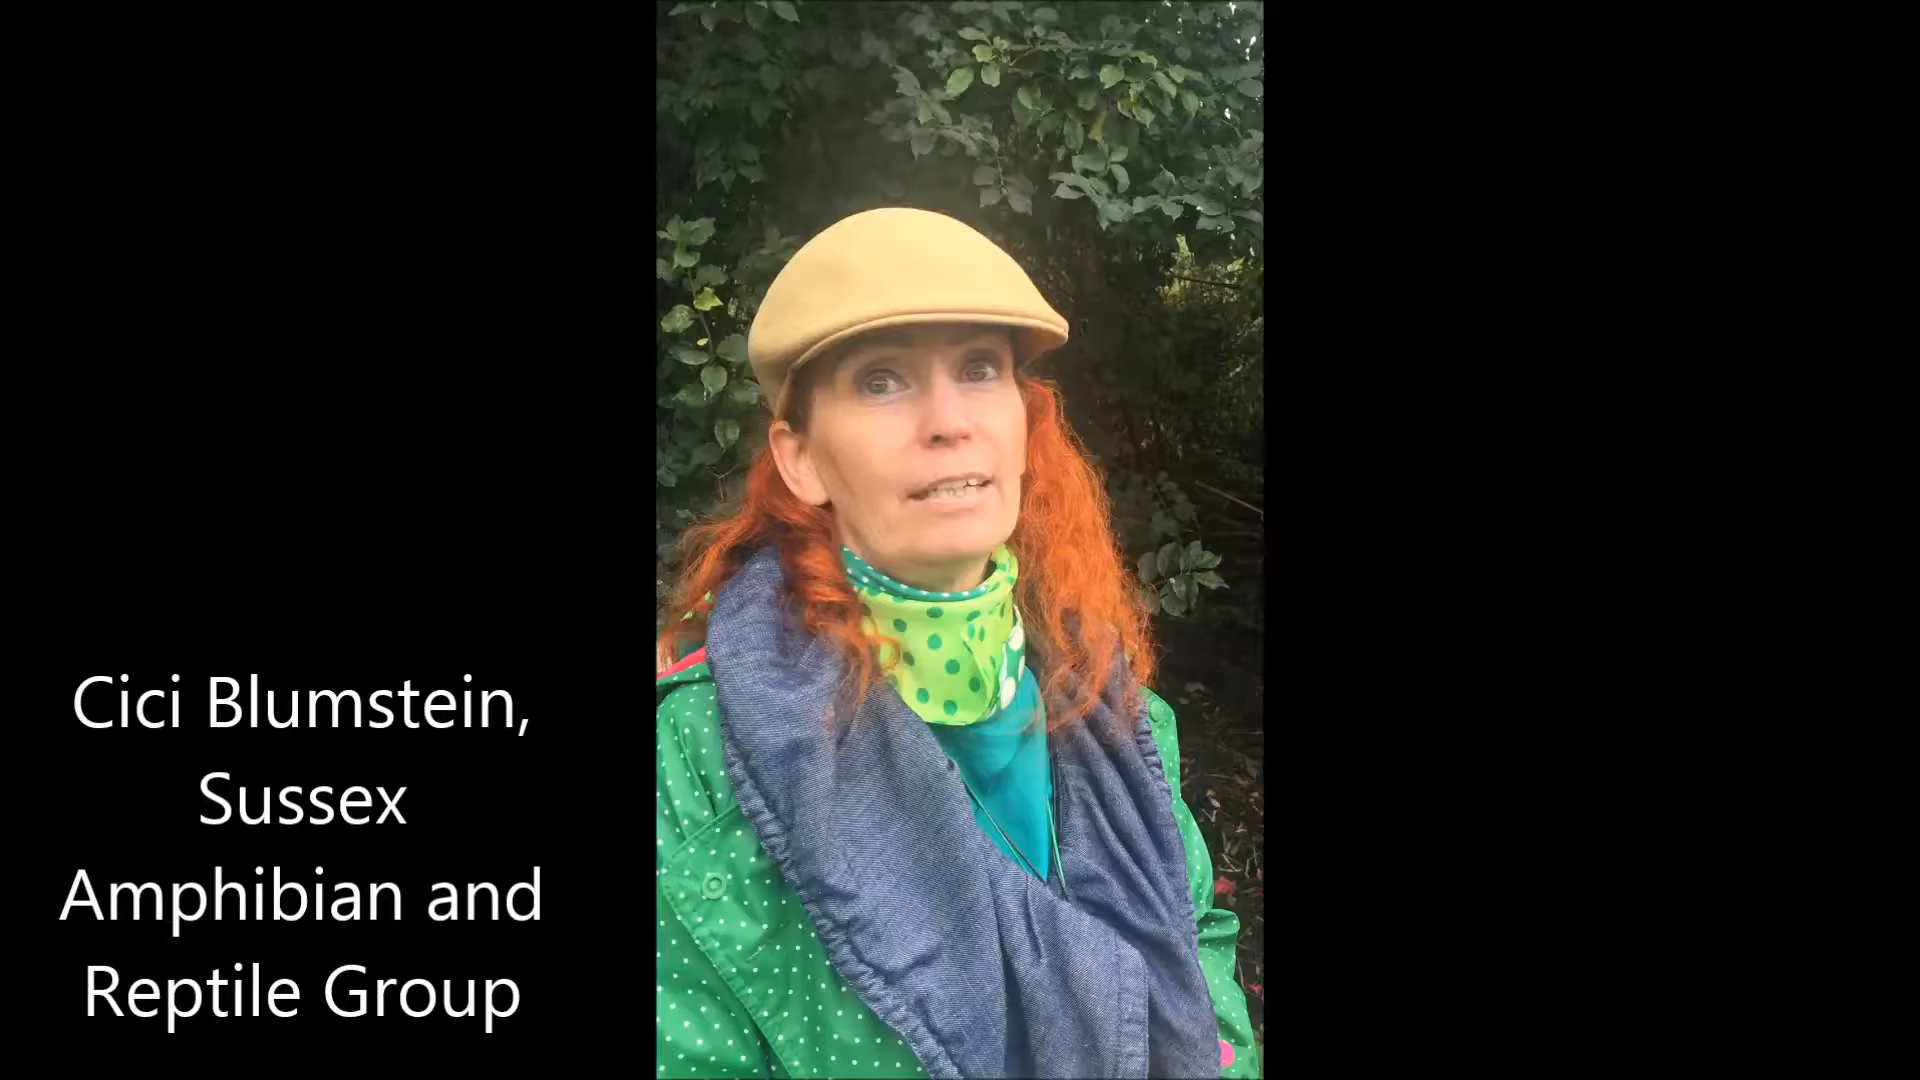 Cici Blumstein,
Sussex
Amphibian and
Reptile Group